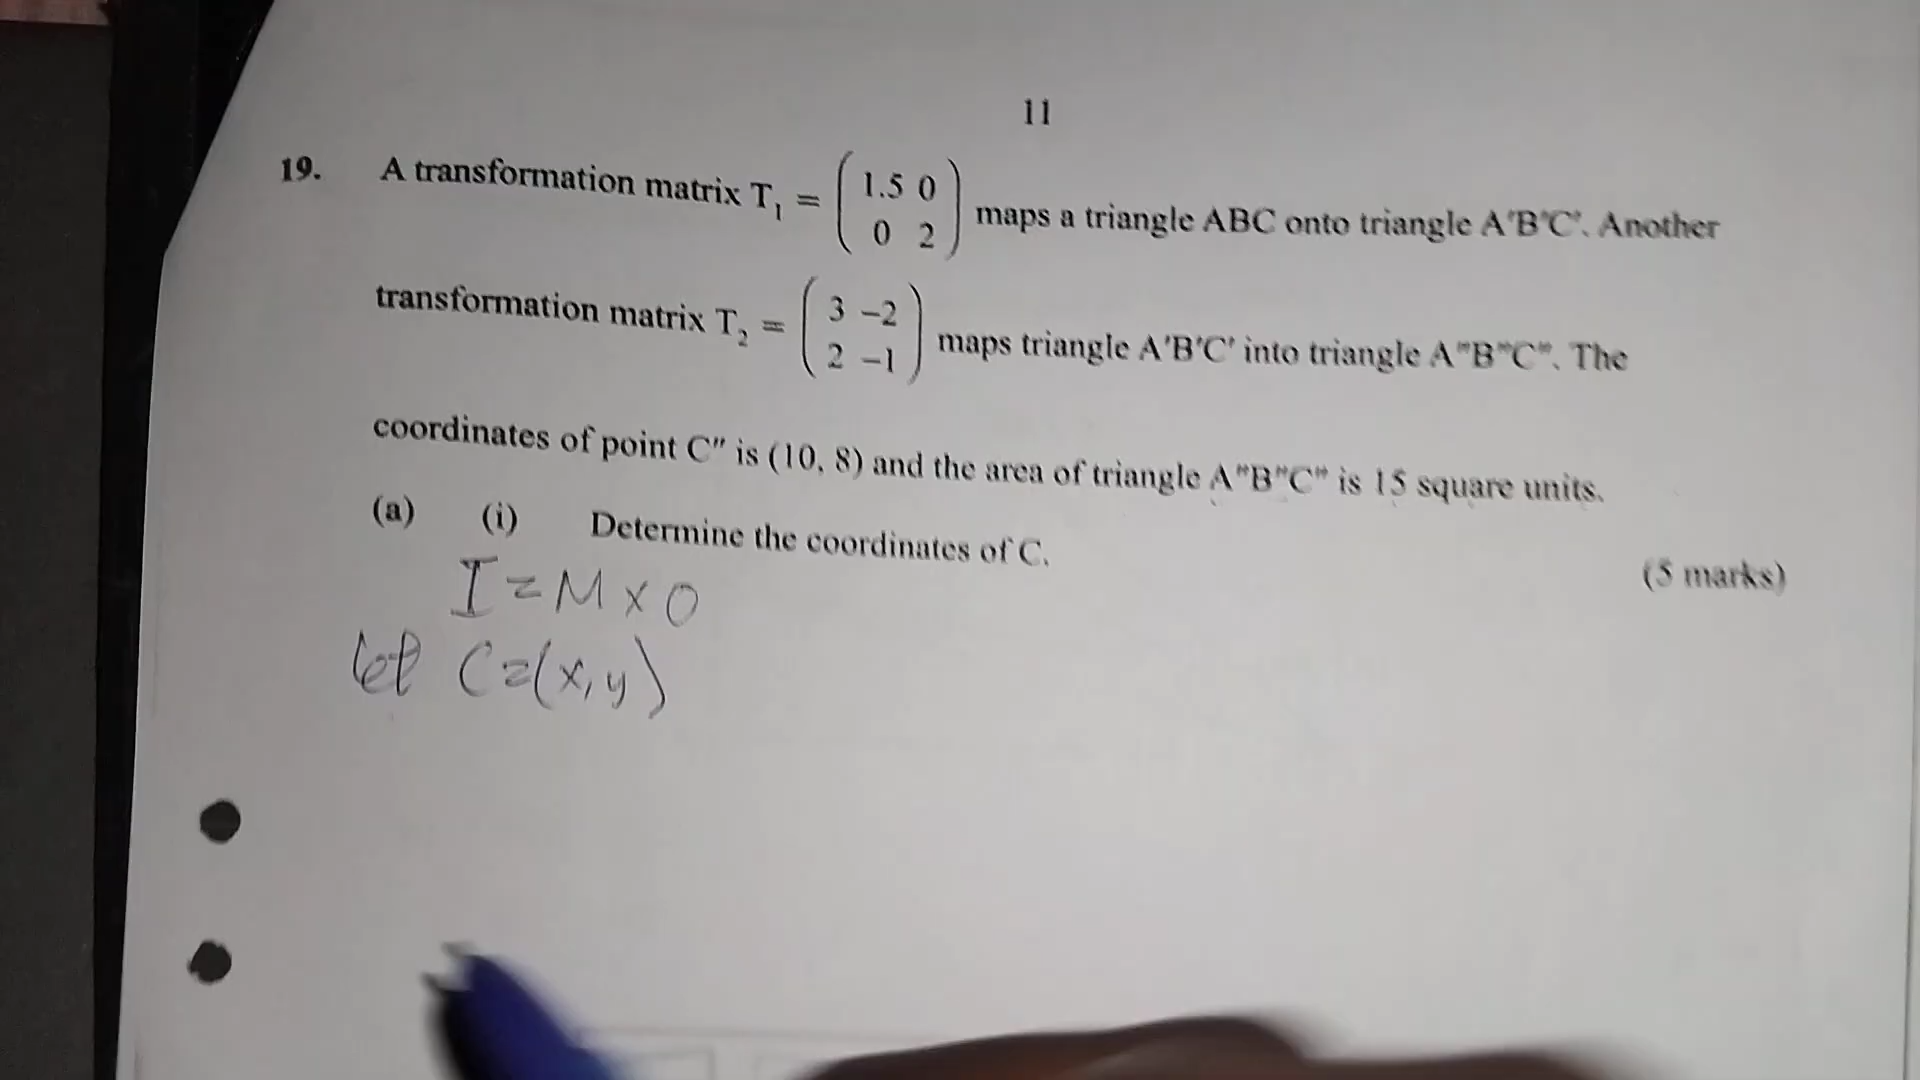 11
19. A transformation matrix T₁ = ( 1.5 0 ; 0 2 ) maps a triangle ABC onto triangle A'B'C'. Another
transformation matrix T₂ = ( 3 −2 ; 2 −1 ) maps triangle A'B'C' into triangle A"B"C". The
coordinates of point C" is (10, 8) and the area of triangle A"B"C" is 15 square units.
(a) (i) Determine the coordinates of C.
(5 marks)
I = M x O
let C = (x, y)